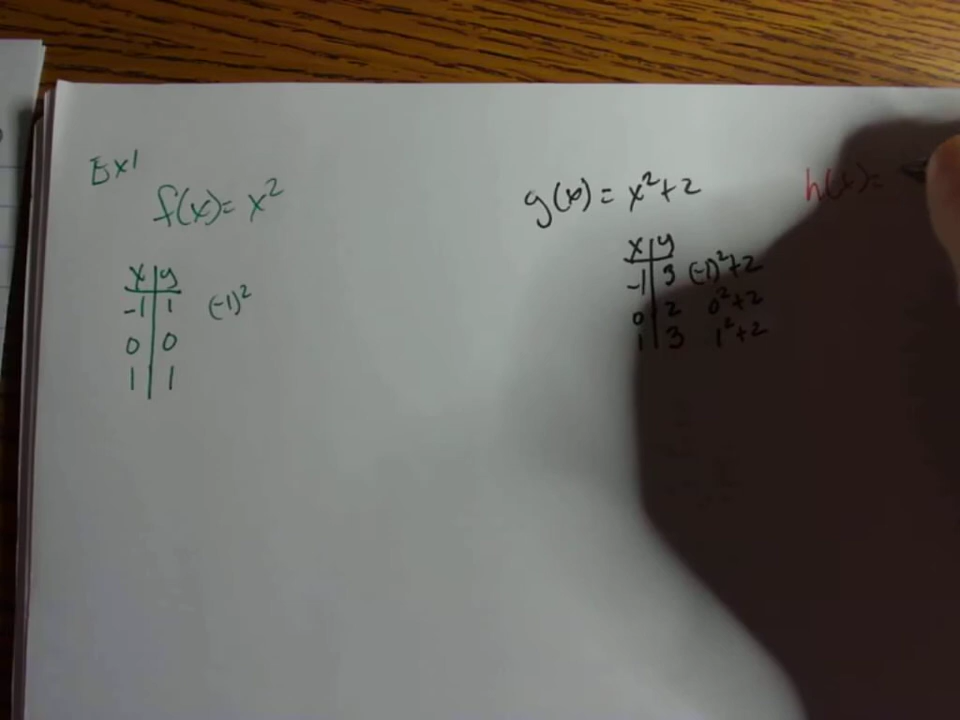 Ex1
f(x)= x²
x y
-1 1 (-1)²
0 0
1 1
g(x) = x²+2
x y
-1 3 (-1)²+2
0 2 0²+2
1 3 1²+2
h(x)=